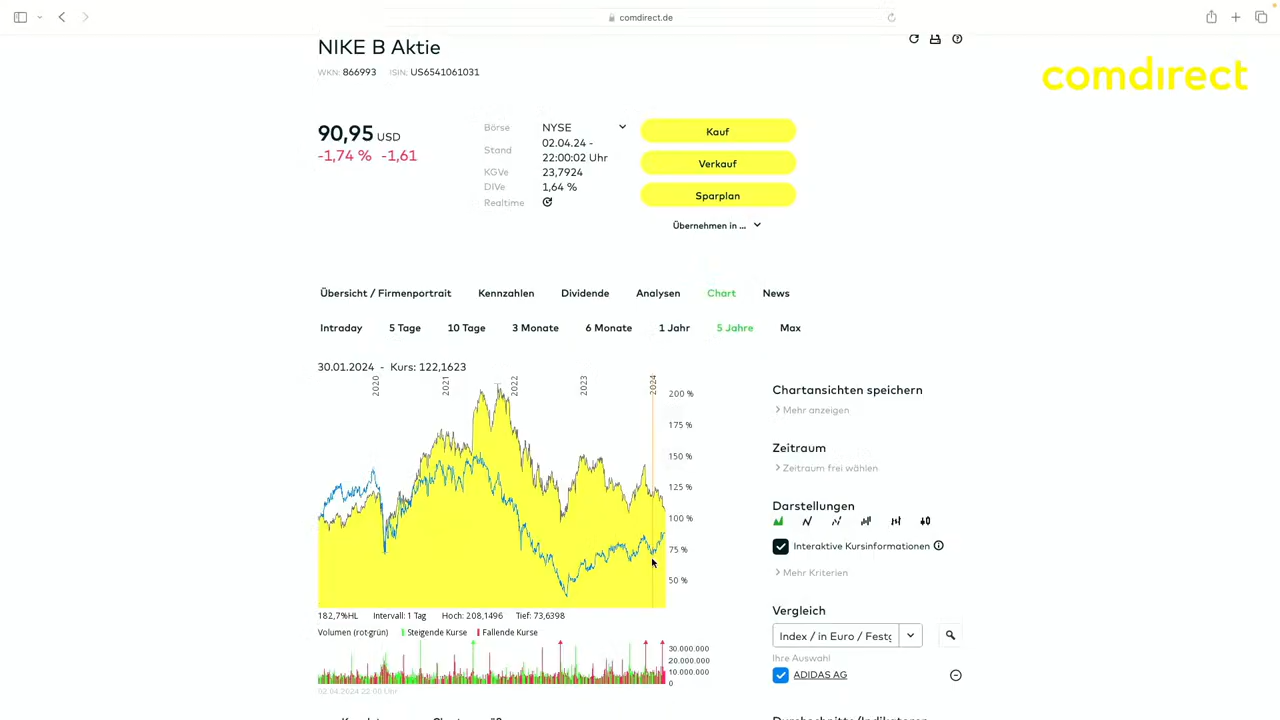 comdirect.de
NIKE B Aktie
WKN: 866993 ISIN: US6541061031
comdirect
90,95 USD
-1,74 % -1,61
Börse NYSE
Stand 02.04.24 -
22:00:02 Uhr
KGVe 23,7924
DIVe 1,64 %
Realtime
Kauf
Verkauf
Sparplan
Übernehmen in ...
Übersicht / Firmenportrait Kennzahlen Dividende Analysen Chart News
Intraday 5 Tage 10 Tage 3 Monate 6 Monate 1 Jahr 5 Jahre Max
30.01.2024 - Kurs: 122,1623
2020 2021 2022 2023 2024
200 %
175 %
150 %
125 %
100 %
75 %
50 %
182,7%HL Intervall: 1 Tag Hoch: 208,1496 Tief: 73,6398
Volumen (rot-grün) Steigende Kurse Fallende Kurse
30.000.000
20.000.000
10.000.000
0
02.04.2024 22:00 Uhr
Chartansichten speichern
Mehr anzeigen
Zeitraum
Zeitraum frei wählen
Darstellungen
Interaktive Kursinformationen
Mehr Kriterien
Vergleich
Index / in Euro / Festg
Ihre Auswahl
ADIDAS AG